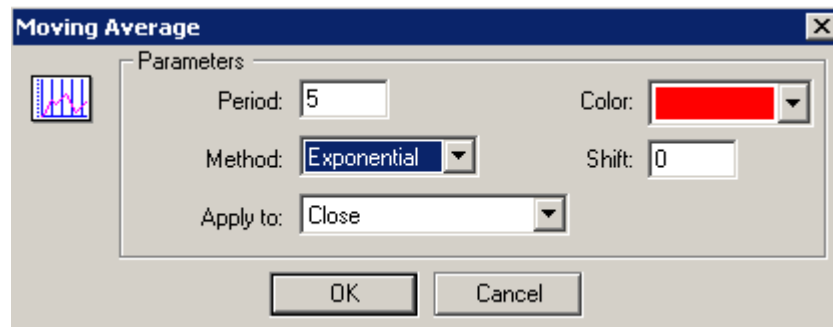 Moving Average
Parameters
Period: 5 Color:
Method: Exponential Shift: 0
Apply to: Close
OK Cancel